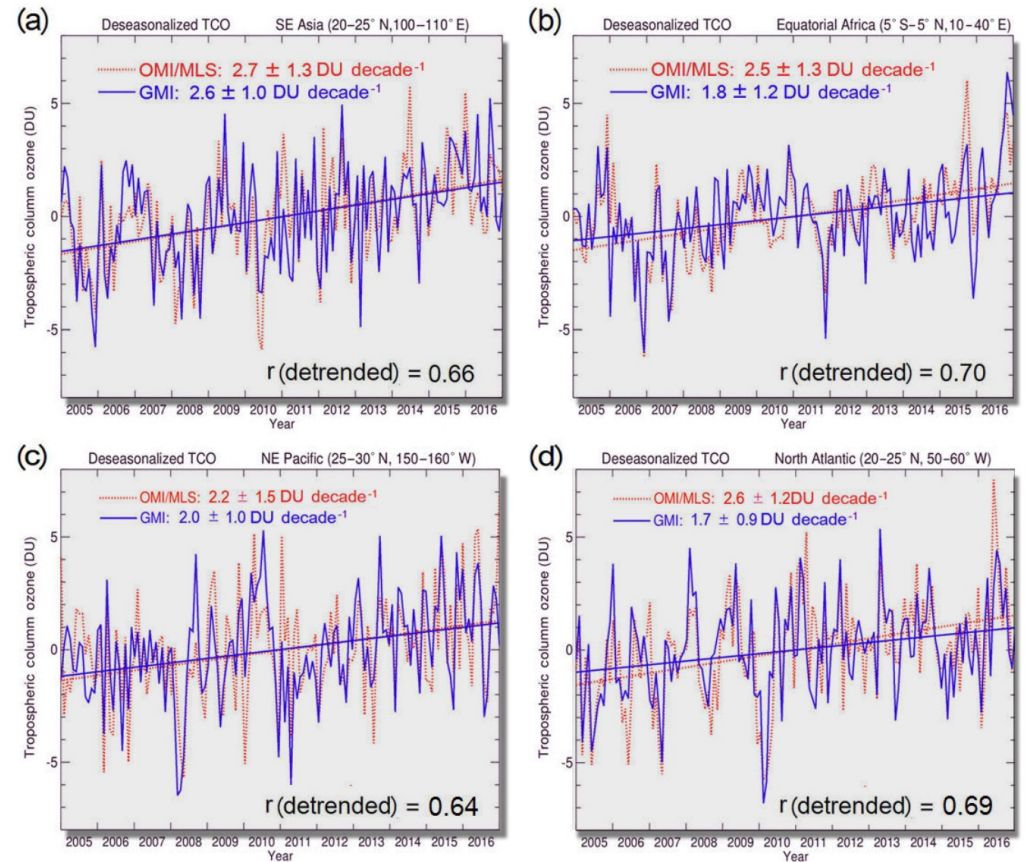 (a)
Deseasonalized TCO SE Asia (20–25° N,100–110° E)
OMI/MLS: 2.7 ± 1.3 DU decade⁻¹
GMI: 2.6 ± 1.0 DU decade⁻¹
Tropospheric column ozone (DU)
5
0
-5
r (detrended) = 0.66
2005 2006 2007 2008 2009 2010 2011 2012 2013 2014 2015 2016
Year
(b)
Deseasonalized TCO Equatorial Africa (5° S–5° N,10–40° E)
OMI/MLS: 2.5 ± 1.3 DU decade⁻¹
GMI: 1.8 ± 1.2 DU decade⁻¹
Tropospheric column ozone (DU)
5
0
-5
r (detrended) = 0.70
2005 2006 2007 2008 2009 2010 2011 2012 2013 2014 2015 2016
Year
(c)
Deseasonalized TCO NE Pacific (25–30° N, 150–160° W)
OMI/MLS: 2.2 ± 1.5 DU decade⁻¹
GMI: 2.0 ± 1.0 DU decade⁻¹
Tropospheric column ozone (DU)
5
0
-5
r (detrended) = 0.64
2005 2006 2007 2008 2009 2010 2011 2012 2013 2014 2015 2016
Year
(d)
Deseasonalized TCO North Atlantic (20–25° N, 50–60° W)
OMI/MLS: 2.6 ± 1.2DU decade⁻¹
GMI: 1.7 ± 0.9 DU decade⁻¹
Tropospheric column ozone (DU)
5
0
-5
r (detrended) = 0.69
2005 2006 2007 2008 2009 2010 2011 2012 2013 2014 2015 2016
Year